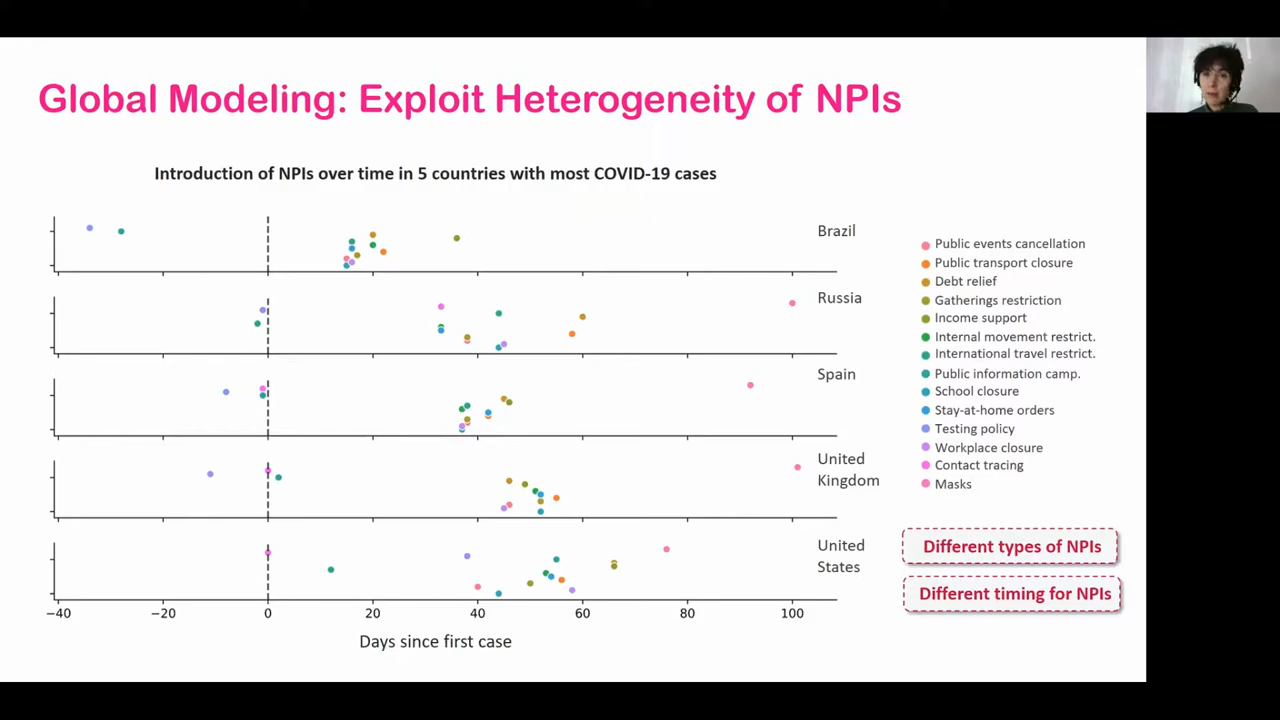 Global Modeling: Exploit Heterogeneity of NPIs
Introduction of NPIs over time in 5 countries with most COVID-19 cases
Brazil
Russia
Spain
United
Kingdom
United
States
−40 −20 0 20 40 60 80 100
Days since first case
Public events cancellation
Public transport closure
Debt relief
Gatherings restriction
Income support
Internal movement restrict.
International travel restrict.
Public information camp.
School closure
Stay-at-home orders
Testing policy
Workplace closure
Contact tracing
Masks
Different types of NPIs
Different timing for NPIs